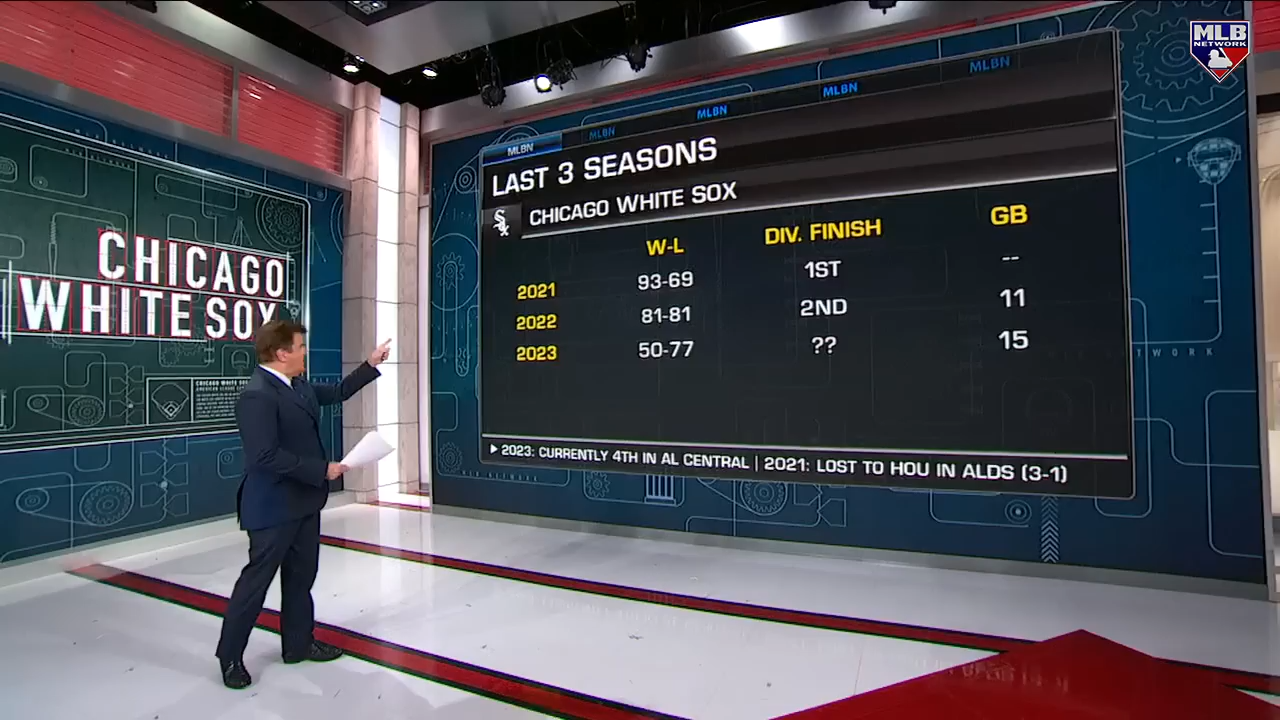 MLB
NETWORK
MLBN MLBN MLBN MLBN MLBN
LAST 3 SEASONS
CHICAGO WHITE SOX
W-L DIV. FINISH GB
2021 93-69 1ST --
2022 81-81 2ND 11
2023 50-77 ?? 15
▶ 2023: CURRENTLY 4TH IN AL CENTRAL | 2021: LOST TO HOU IN ALDS (3-1)
CHICAGO
WHITE SOX